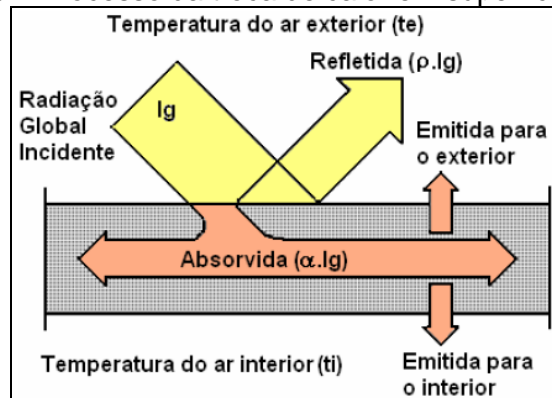 Temperatura do ar exterior (te)
Refletida (ρ.Ig)
Radiação
Global
Incidente
Ig
Emitida para
o exterior
Absorvida (α.Ig)
Temperatura do ar interior (ti)
Emitida para
o interior